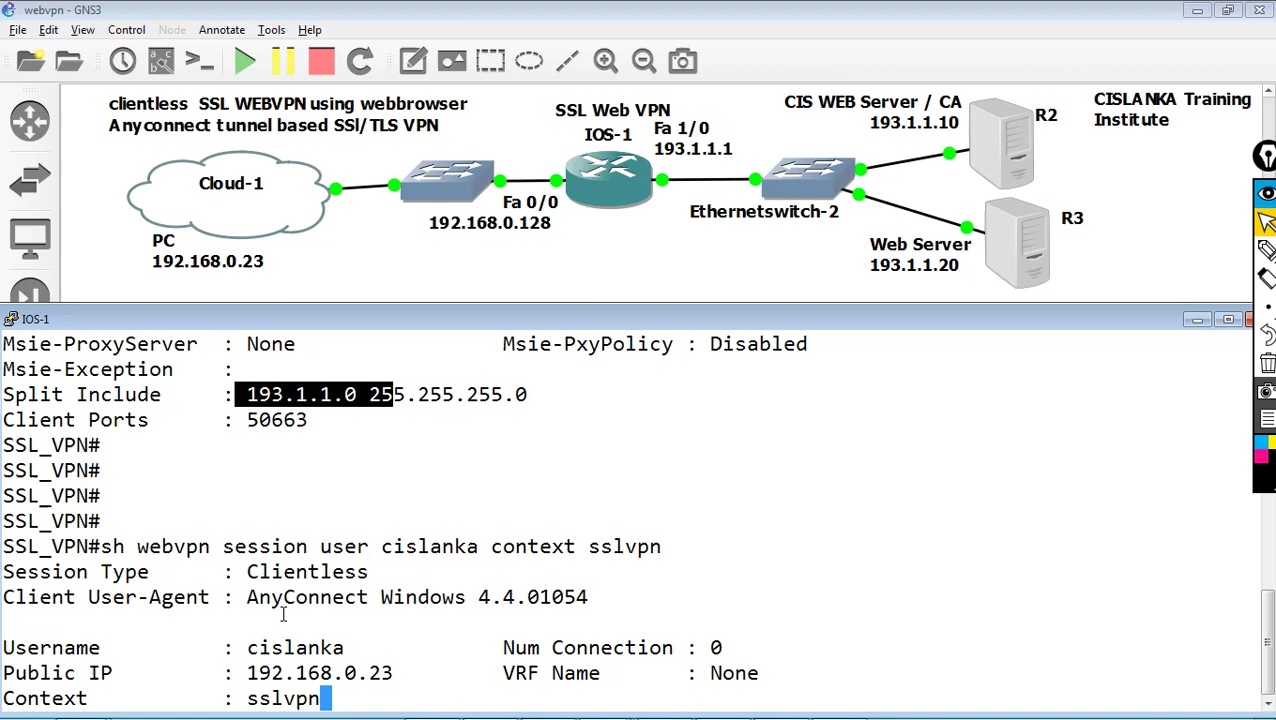 webvpn - GNS3
File Edit View Control Node Annotate Tools Help
clientless SSL WEBVPN using webbrowser
Anyconnect tunnel based SSl/TLS VPN
SSL Web VPN
IOS-1
Fa 1/0
193.1.1.1
CIS WEB Server / CA
193.1.1.10
R2
CISLANKA Training
Institute
Cloud-1
PC
192.168.0.23
Fa 0/0
192.168.0.128
Ethernetswitch-2
Web Server
193.1.1.20
R3
IOS-1
Msie-ProxyServer : None Msie-PxyPolicy : Disabled
Msie-Exception :
Split Include : 193.1.1.0 255.255.255.0
Client Ports : 50663
SSL_VPN#
SSL_VPN#
SSL_VPN#
SSL_VPN#
SSL_VPN#sh webvpn session user cislanka context sslvpn
Session Type : Clientless
Client User-Agent : AnyConnect Windows 4.4.01054
Username : cislanka Num Connection : 0
Public IP : 192.168.0.23 VRF Name : None
Context : sslvpn